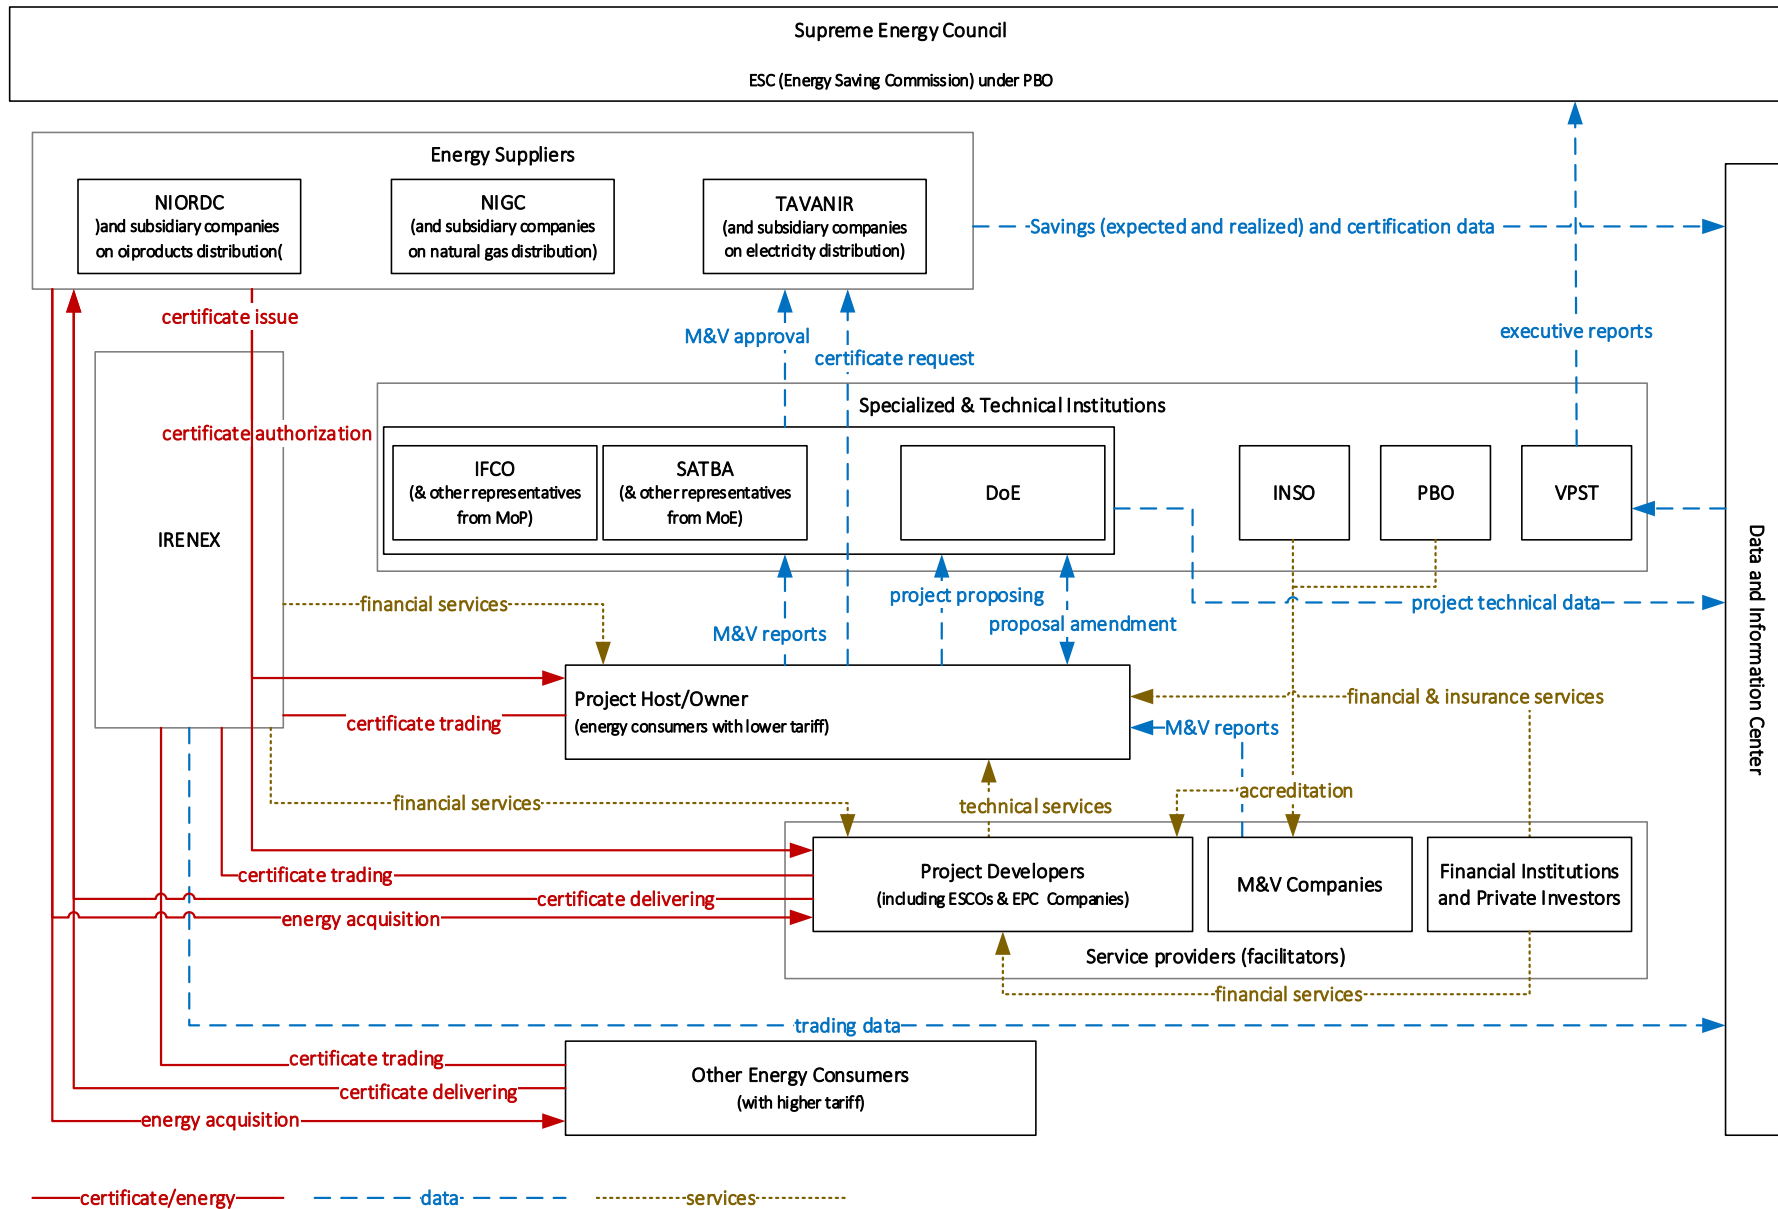 Supreme Energy Council
ESC (Energy Saving Commission) under PBO
Energy Suppliers
NIORDC
)and subsidiary companies
on oiproducts distribution(
NIGC
(and subsidiary companies
on natural gas distribution)
TAVANIR
(and subsidiary companies
on electricity distribution)
Savings (expected and realized) and certification data
certificate issue
M&V approval
certificate request
executive reports
Specialized & Technical Institutions
certificate authorization
IFCO
(& other representatives
from MoP)
SATBA
(& other representatives
from MoE)
DoE
INSO
PBO
VPST
IRENEX
Data and Information Center
financial services
project proposing
project technical data
M&V reports
proposal amendment
Project Host/Owner
(energy consumers with lower tariff)
financial & insurance services
certificate trading
M&V reports
financial services
technical services
accreditation
certificate trading
Project Developers
(including ESCOs & EPC Companies)
M&V Companies
Financial Institutions
and Private Investors
certificate delivering
energy acquisition
Service providers (facilitators)
financial services
trading data
certificate trading
Other Energy Consumers
(with higher tariff)
certificate delivering
energy acquisition
certificate/energy
data
services